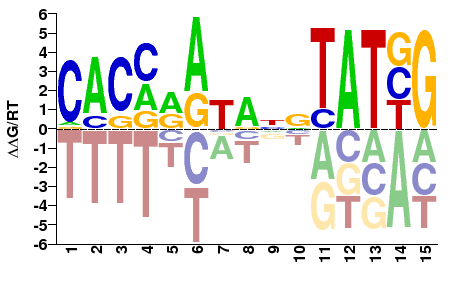 6
5
4
3
2
1
0
-1
-2
-3
-4
-5
-6
ΔΔG/RT
C A C C A A T A T G T A T G G
A C G A G G C C
G T
T T T T C C A T G T A C A A A
T A G G C
T G T G T
1 2 3 4 5 6 7 8 9 10 11 12 13 14 15